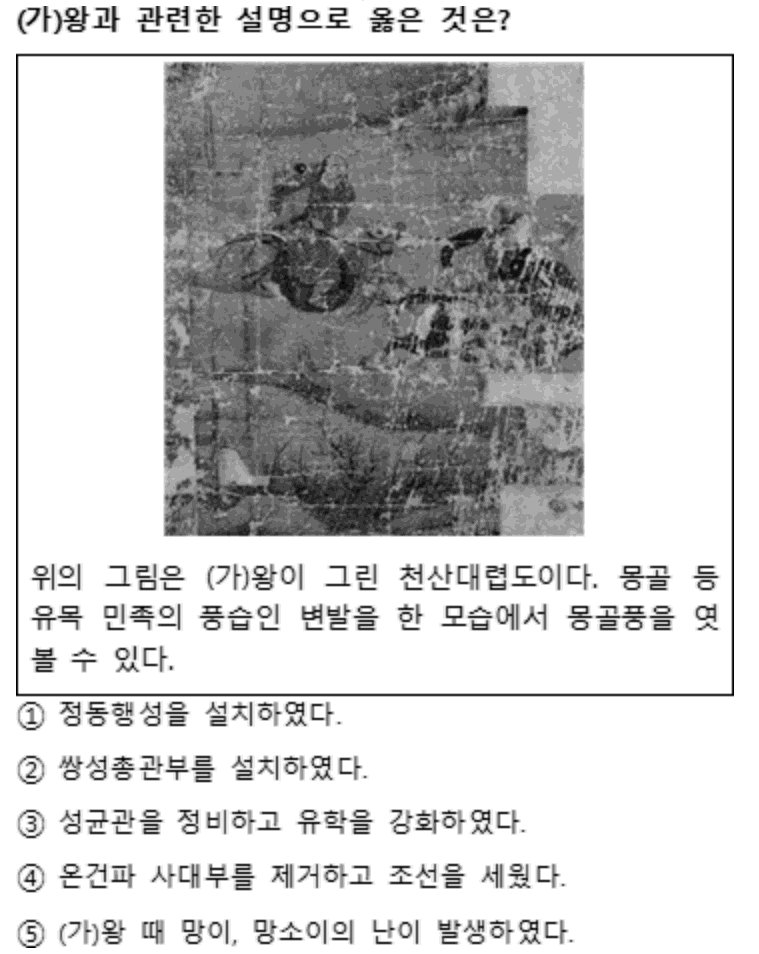 (가)왕과 관련한 설명으로 옳은 것은?
위의 그림은 (가)왕이 그린 천산대렵도이다. 몽골 등
유목 민족의 풍습인 변발을 한 모습에서 몽골풍을 엿
볼 수 있다.
① 정동행성을 설치하였다.
② 쌍성총관부를 설치하였다.
③ 성균관을 정비하고 유학을 강화하였다.
④ 온건파 사대부를 제거하고 조선을 세웠다.
⑤ (가)왕 때 망이, 망소이의 난이 발생하였다.